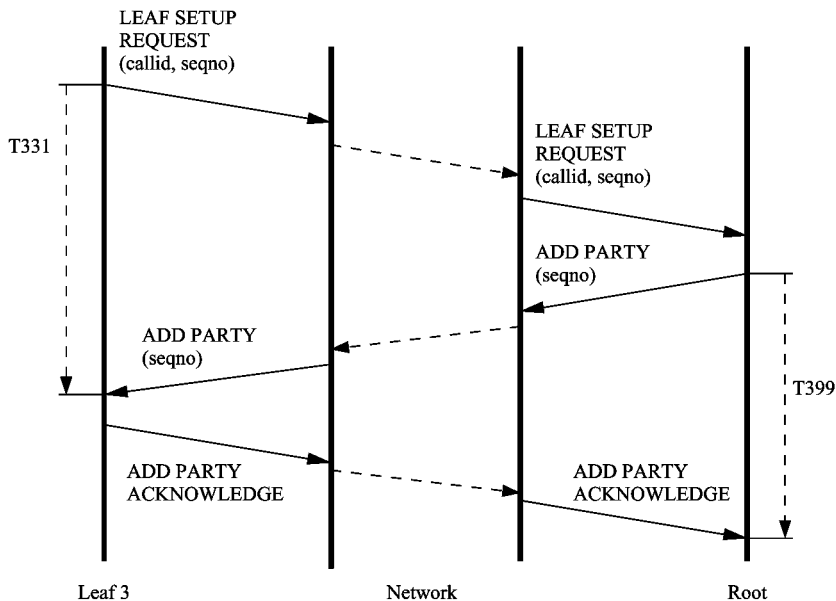 LEAF SETUP
REQUEST
(callid, seqno)
T331
LEAF SETUP
REQUEST
(callid, seqno)
ADD PARTY
(seqno)
ADD PARTY
(seqno)
T399
ADD PARTY
ACKNOWLEDGE
ADD PARTY
ACKNOWLEDGE
Leaf 3
Network
Root